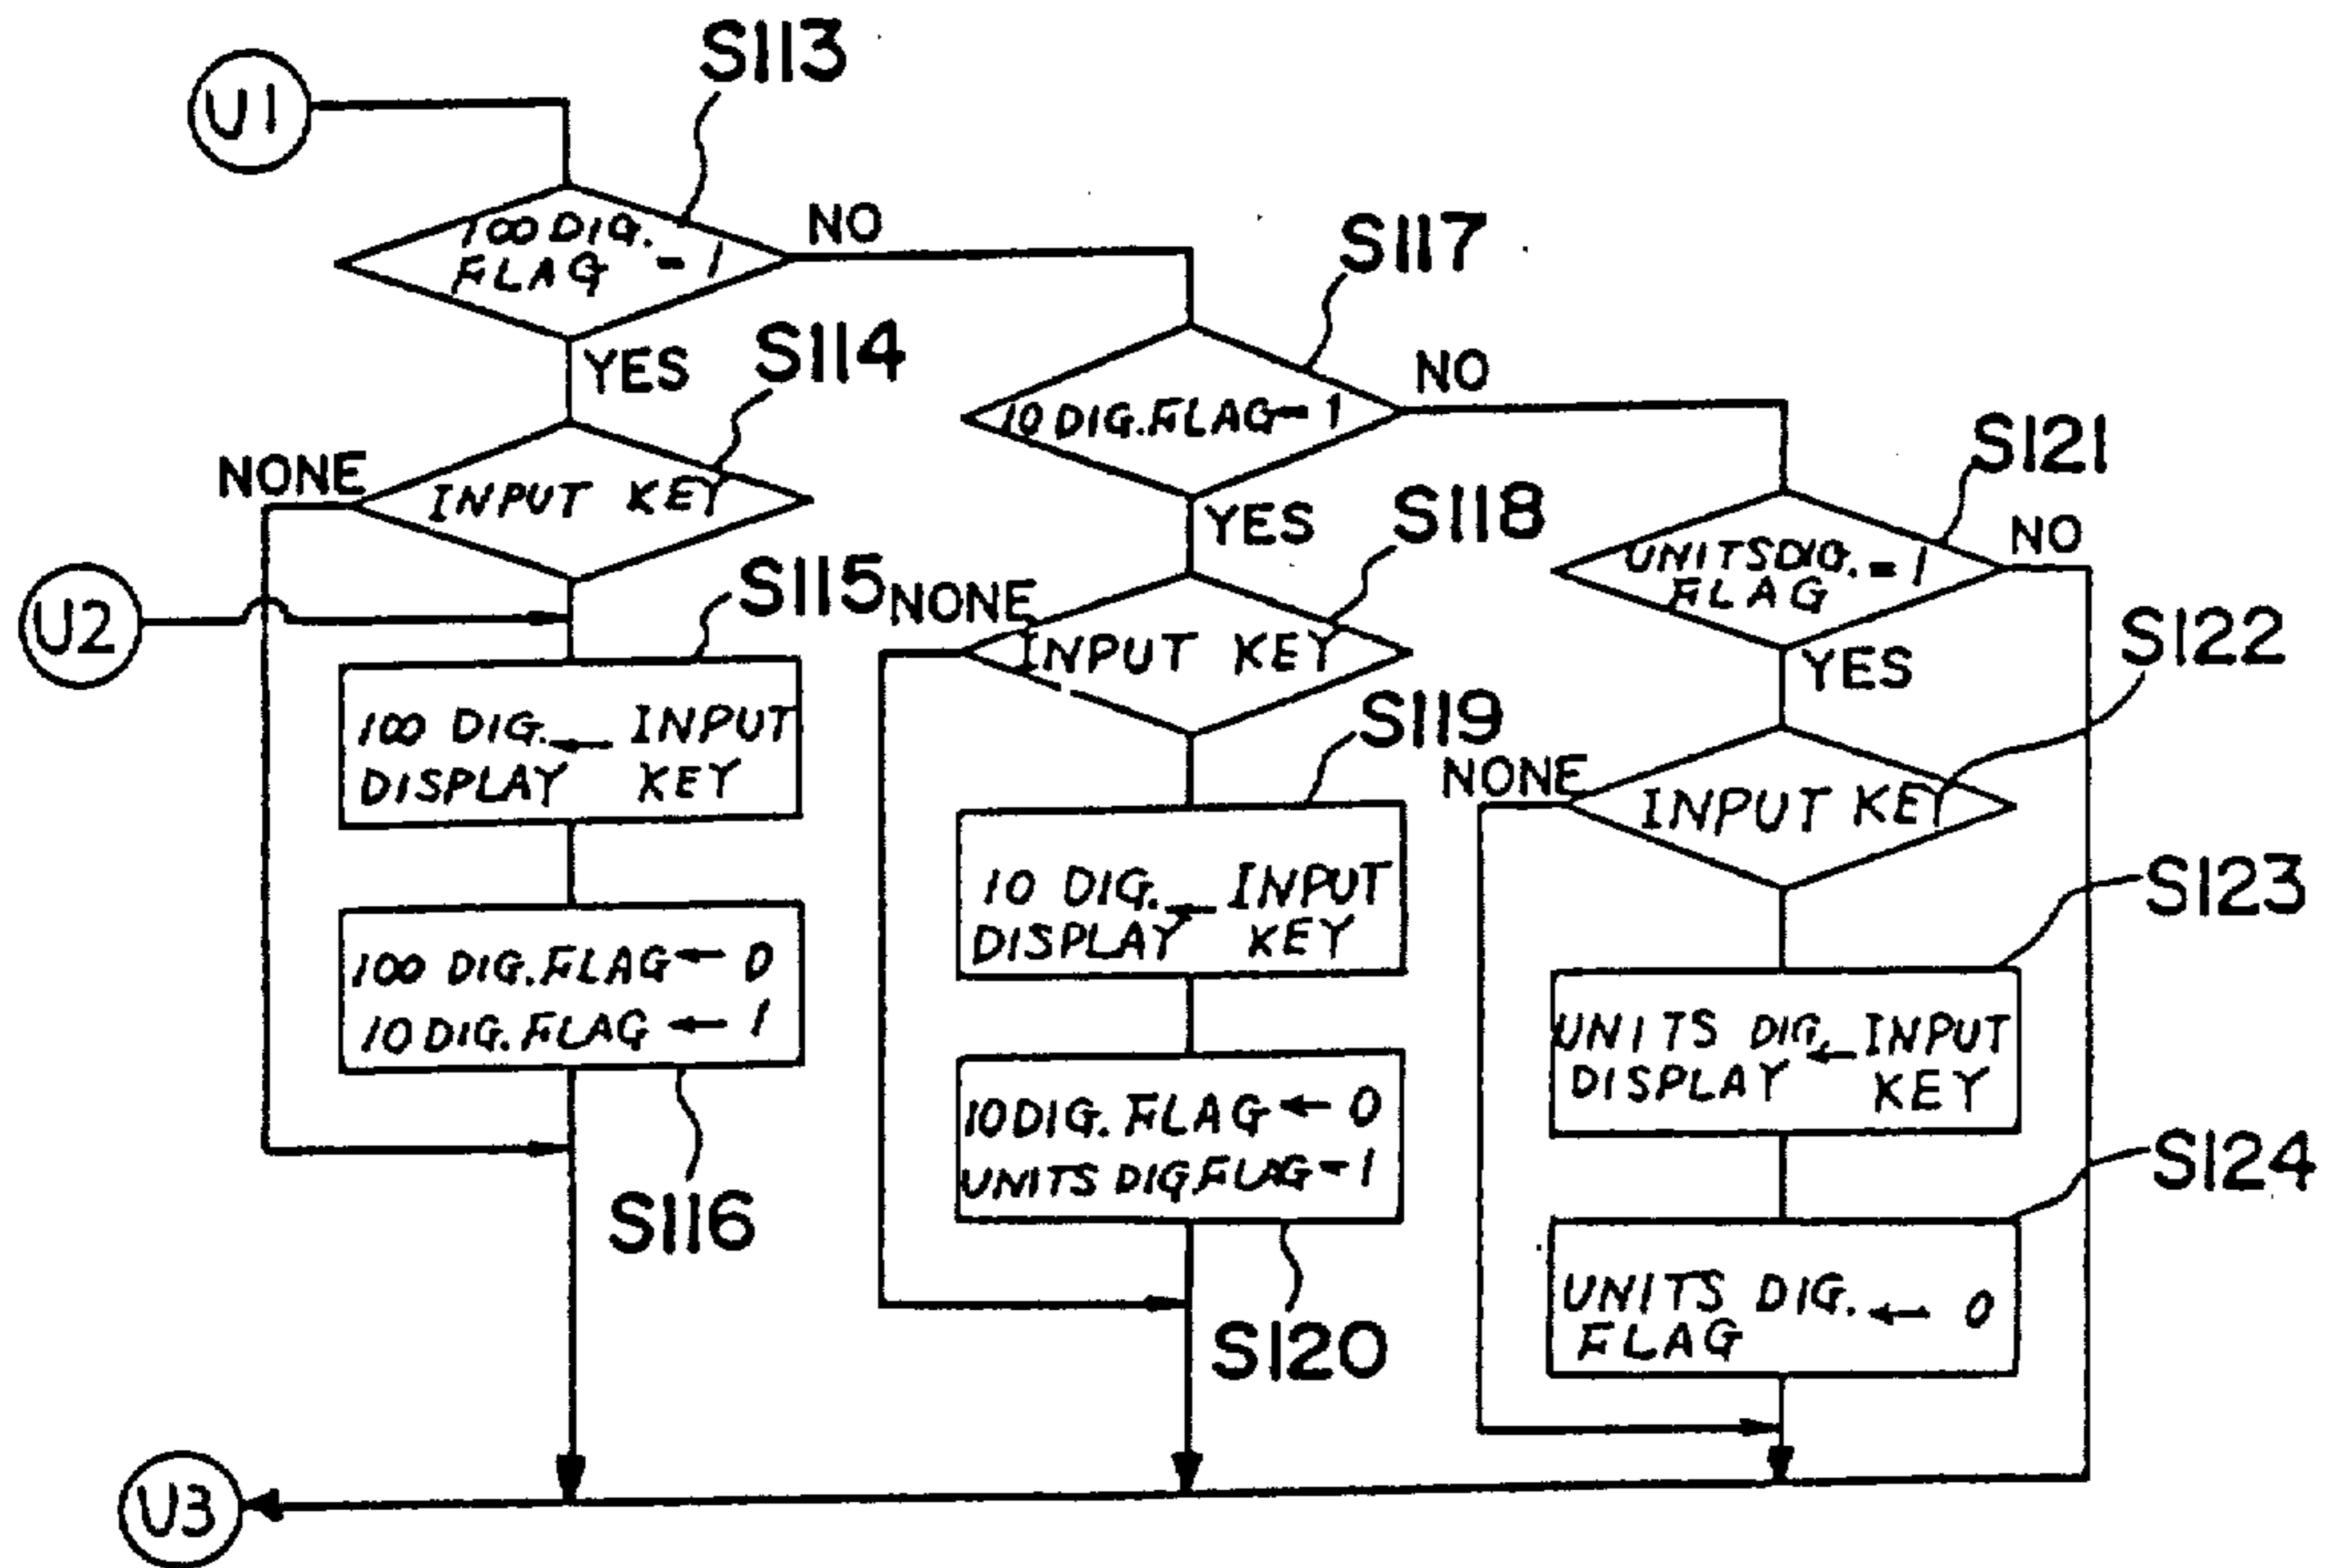 S113
U1
100 DIG. FLAG = 1
NO
YES
S114
NONE
INPUT KEY
U2
S115
100 DIG. DISPLAY ← INPUT KEY
100 DIG. FLAG ← 0
10 DIG. FLAG ← 1
S116
S117
10 DIG. FLAG = 1
NO
YES
S118
NONE
INPUT KEY
S119
10 DIG. DISPLAY ← INPUT KEY
10 DIG. FLAG ← 0
UNITS DIG FLAG ← 1
S120
S121
UNITS DIG. FLAG = 1
NO
YES
S122
NONE
INPUT KEY
S123
UNITS DIG. DISPLAY ← INPUT KEY
S124
UNITS DIG. FLAG ← 0
U3